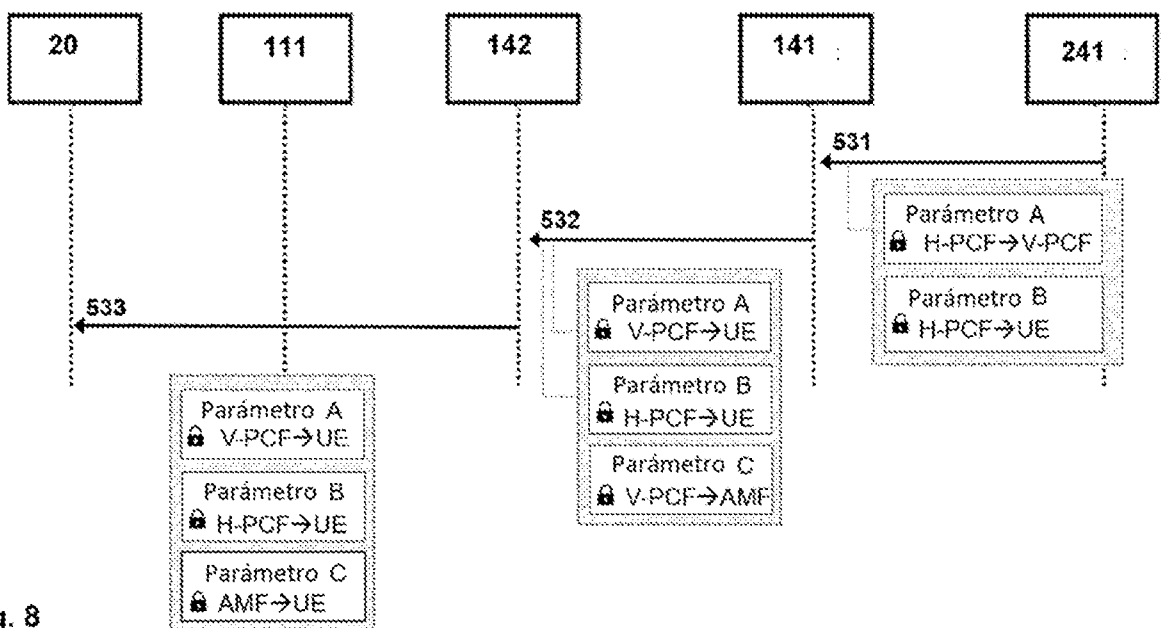 20
111
142
141
241
531
Parámetro A
H-PCF→V-PCF
Parámetro B
H-PCF→UE
532
Parámetro A
V-PCF→UE
Parámetro B
H-PCF→UE
Parámetro C
V-PCF→AMF
533
Parámetro A
V-PCF→UE
Parámetro B
H-PCF→UE
Parámetro C
AMF→UE
g. 8